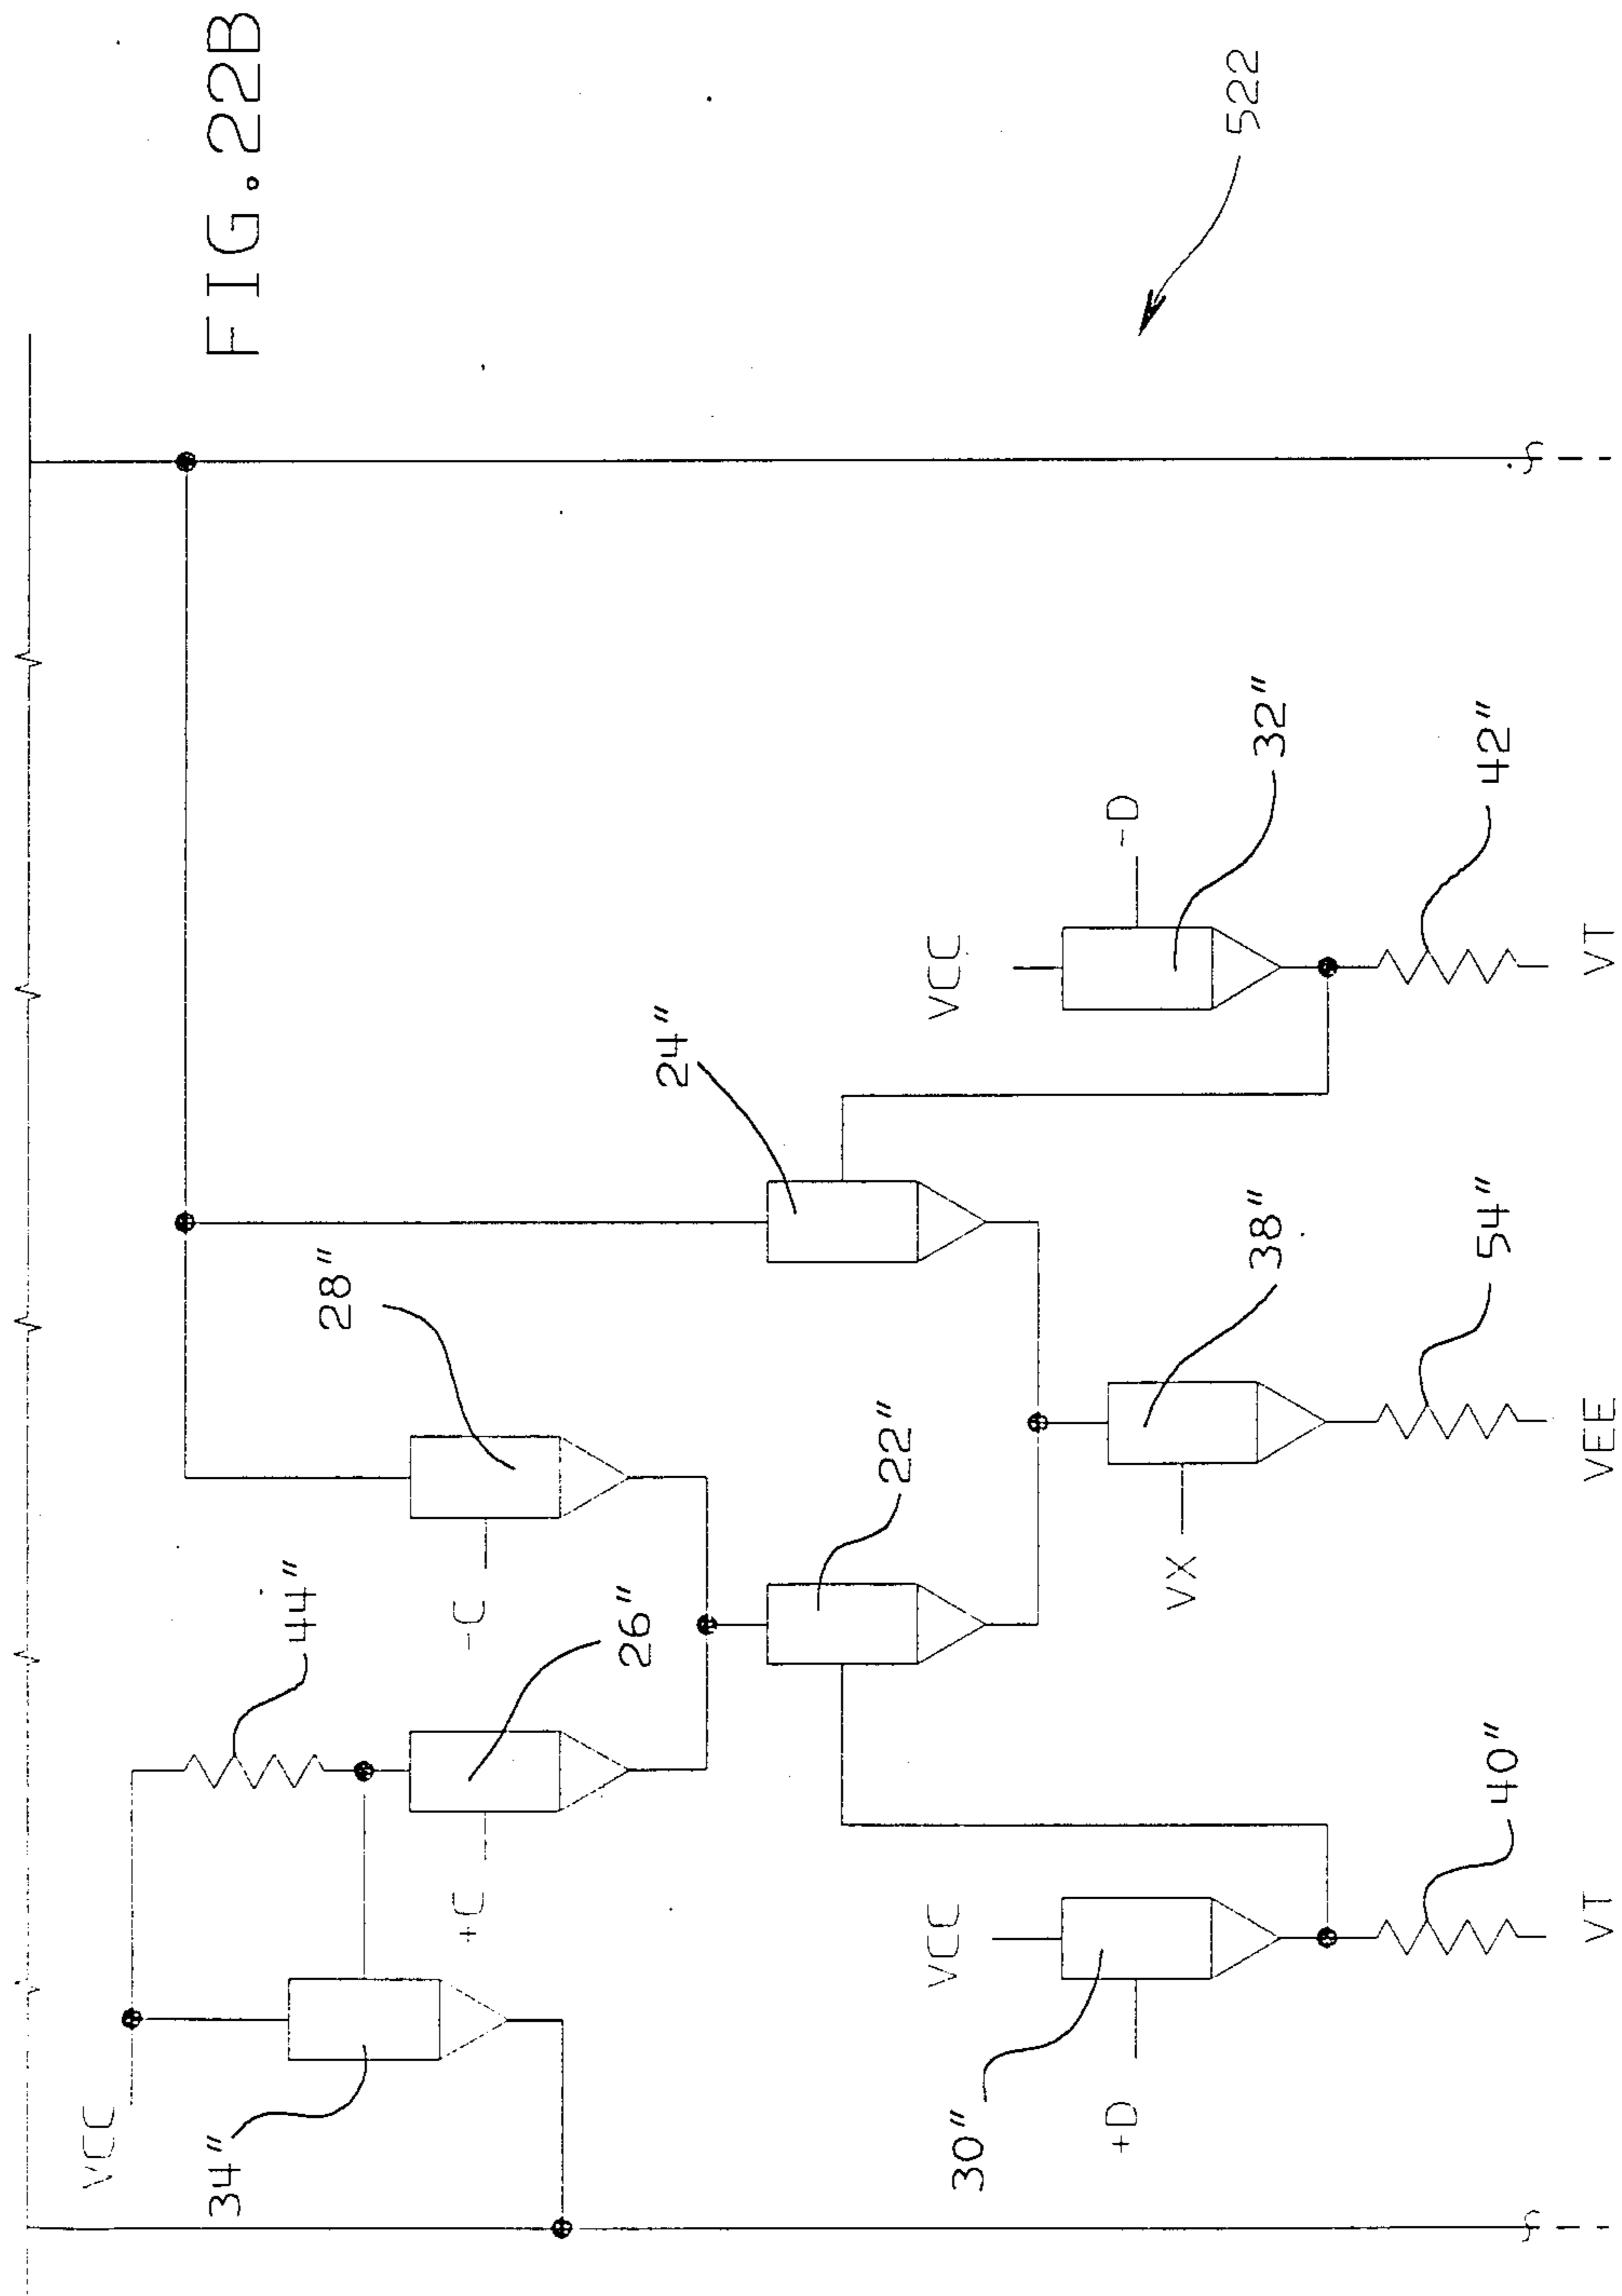 FIG.22B
VCC
44"
34"
28"
-C
+C
26"
24"
22"
522
VCC
VCC
-D
30"
+D
VX
38"
32"
40"
54"
42"
VT
VEE
VT